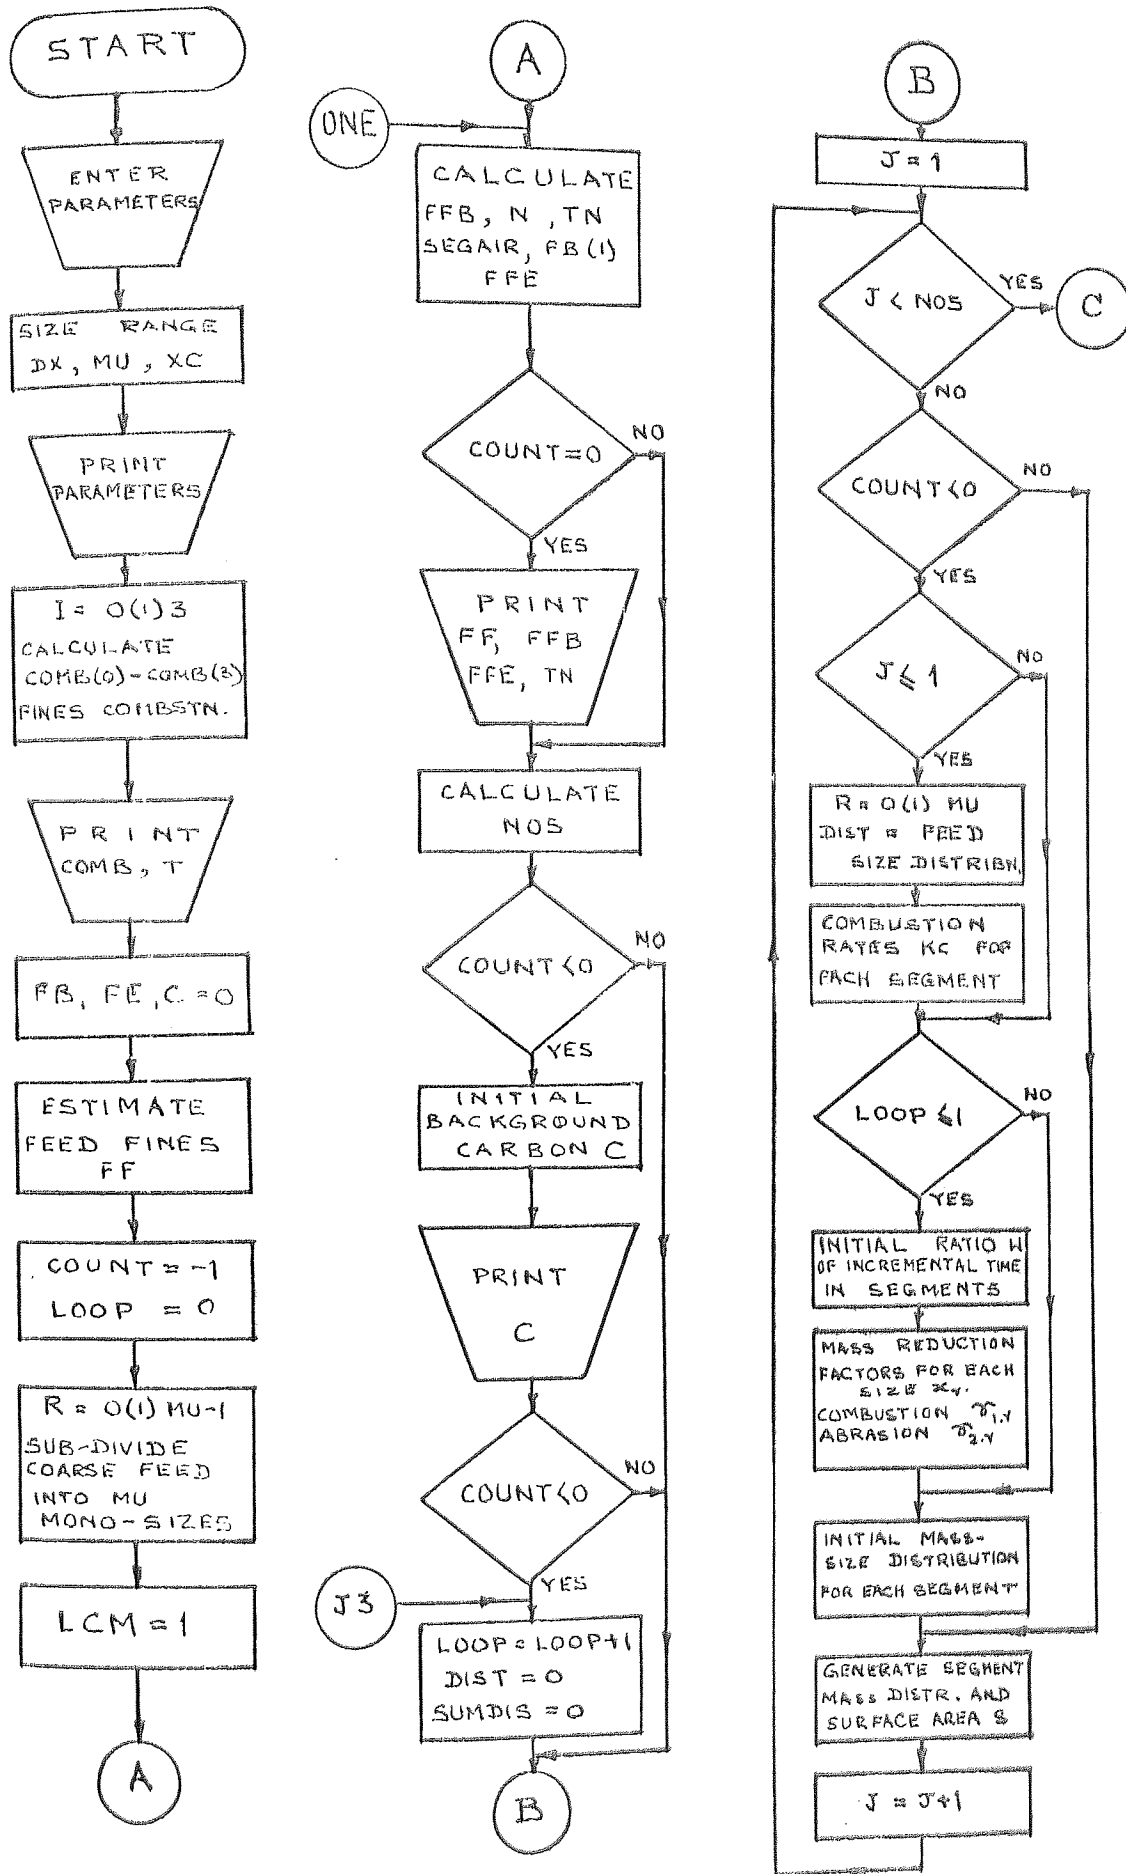 START
ENTER
PARAMETERS
SIZE RANGE
DX, MU, XC
PRINT
PARAMETERS
I = 0(1)3
CALCULATE
COMB(0)-COMB(3)
FINES COMBSTN.
PRINT
COMB, T
FB, FE, C = 0
ESTIMATE
FEED FINES
FF
COUNT = -1
LOOP = 0
R = 0(1) MU-1
SUB-DIVIDE
COARSE FEED
INTO MU
MONO-SIZES
LCM = 1
A
A
ONE
CALCULATE
FFB, N, TN
SEGAIR, FB(1)
FFE
COUNT=0
NO
YES
PRINT
FF, FFB
FFE, TN
CALCULATE
NOS
COUNT<0
NO
YES
INITIAL
BACKGROUND
CARBON C
PRINT
C
COUNT<0
NO
YES
J3
LOOP=LOOP+1
DIST = 0
SUMDIS = 0
B
B
J = 1
J < NOS
YES
C
NO
COUNT<0
NO
YES
J ≤ 1
NO
YES
R = 0(1) MU
DIST = FEED
SIZE DISTRIBN.
COMBUSTION
RATES KC FOR
EACH SEGMENT
LOOP ≤1
NO
YES
INITIAL RATIO W
OF INCREMENTAL TIME
IN SEGMENTS
MASS REDUCTION
FACTORS FOR EACH
SIZE xr.
COMBUSTION γ1,r
ABRASION γ2,r
INITIAL MASS-
SIZE DISTRIBUTION
FOR EACH SEGMENT
GENERATE SEGMENT
MASS DISTR. AND
SURFACE AREA S
J = J+1